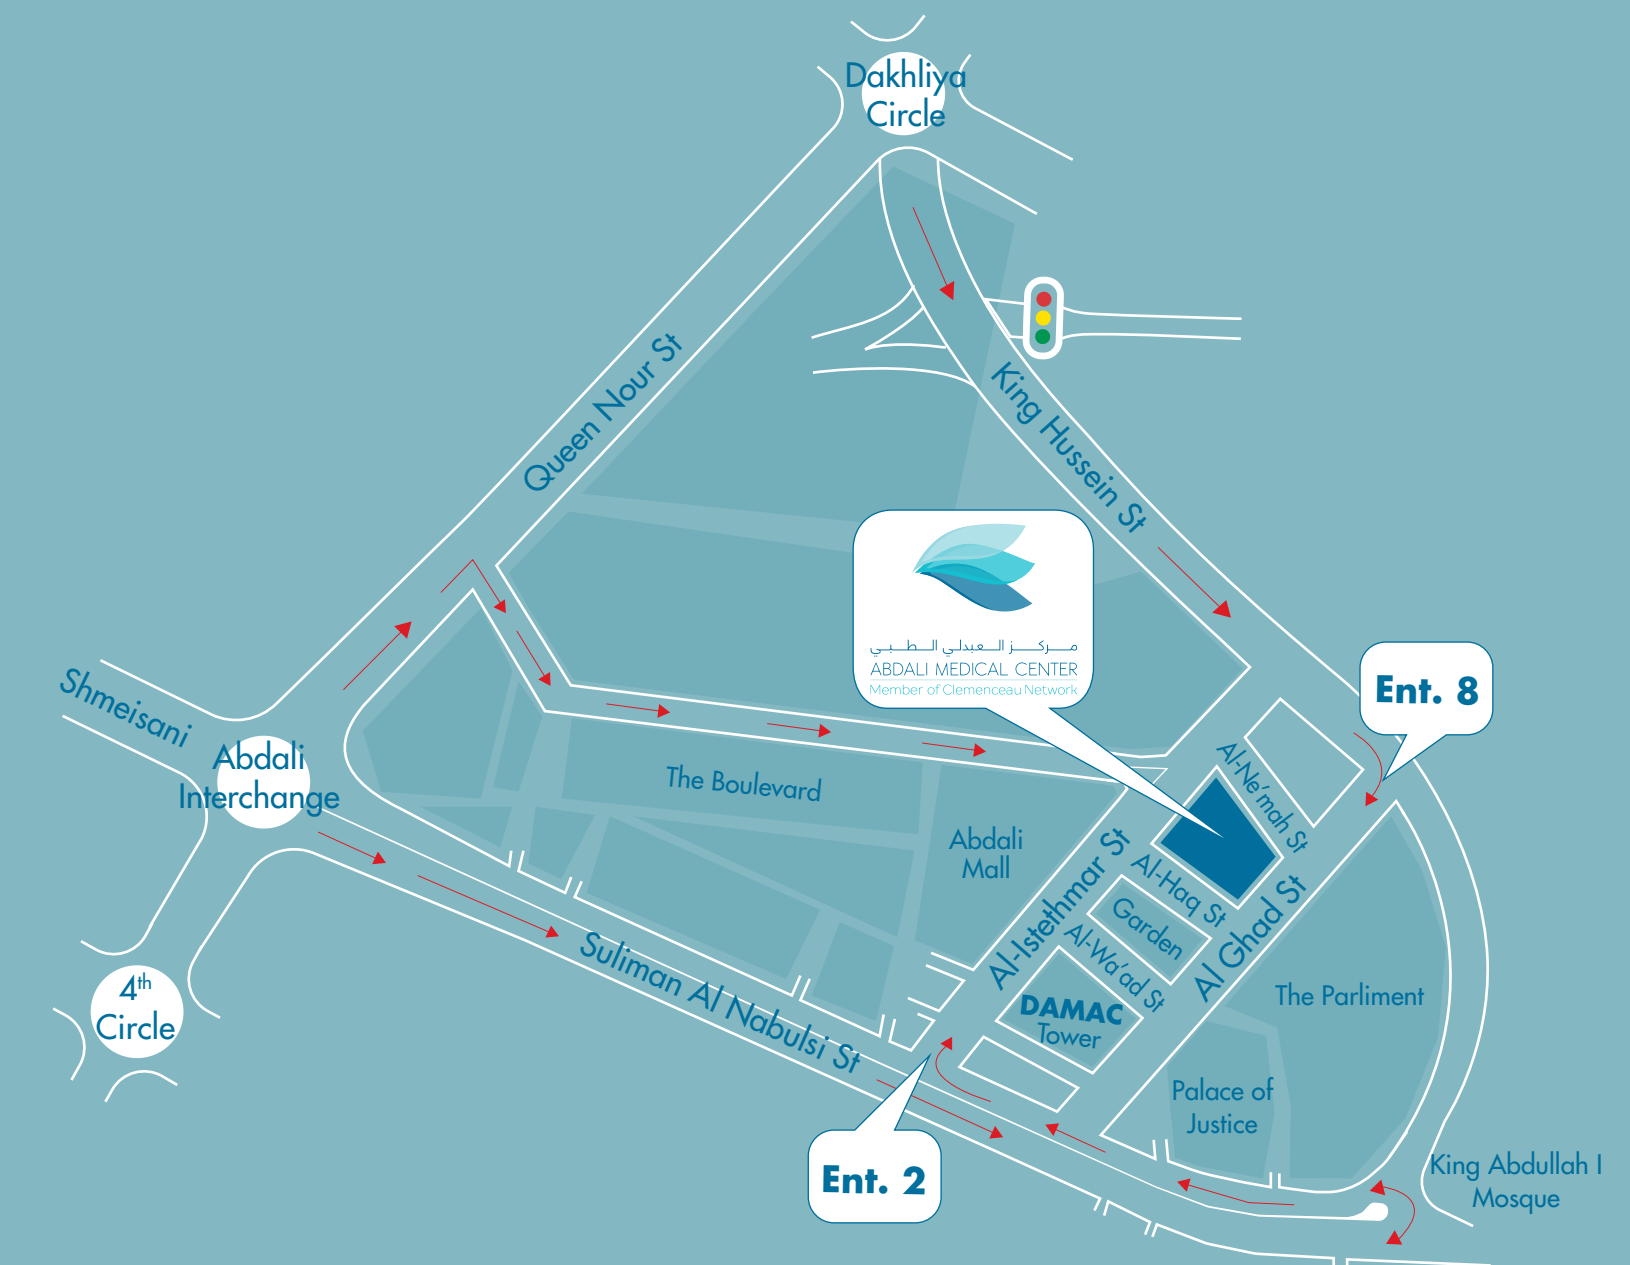 Dakhliya
Circle
Queen Nour St
King Hussein St
مركز العبدلي الطبي
ABDALI MEDICAL CENTER
Member of Clemenceau Network
Ent. 8
Shmeisani
Abdali
Interchange
The Boulevard
Al-Ne'mah St
Abdali
Mall
Al-Istethmar St
Al-Haq St
Garden
Al-Wa'ad St
Al Ghad St
4th
Circle
Suliman Al Nabulsi St
DAMAC
Tower
The Parliment
Palace of
Justice
Ent. 2
King Abdullah I
Mosque